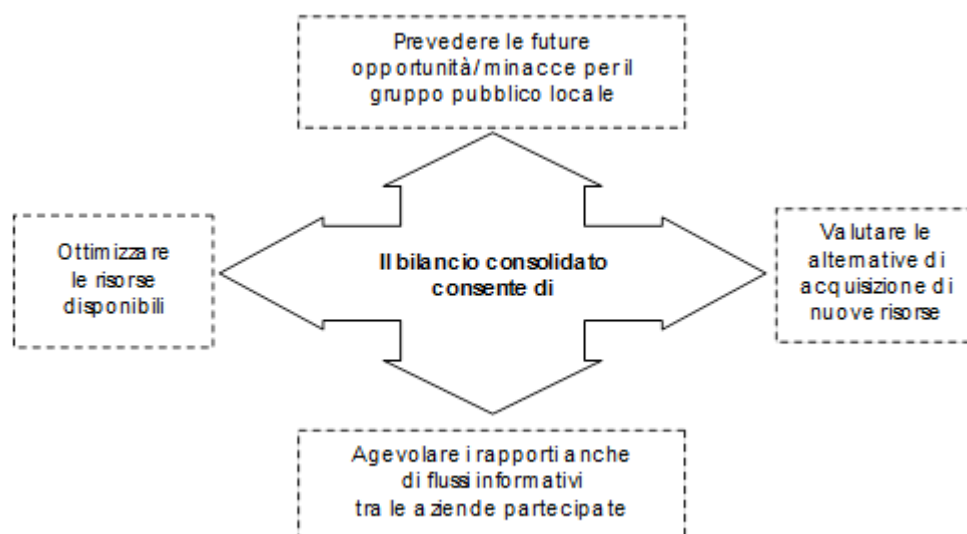 Prevedere le future
opportunità/minacce per il
gruppo pubblico locale
Ottimizzare
le risorse
disponibili
Il bilancio consolidato
consente di
Valutare le
alternative di
acquisizione di
nuove risorse
Agevolare i rapporti anche
di flussi informativi
tra le aziende partecipate